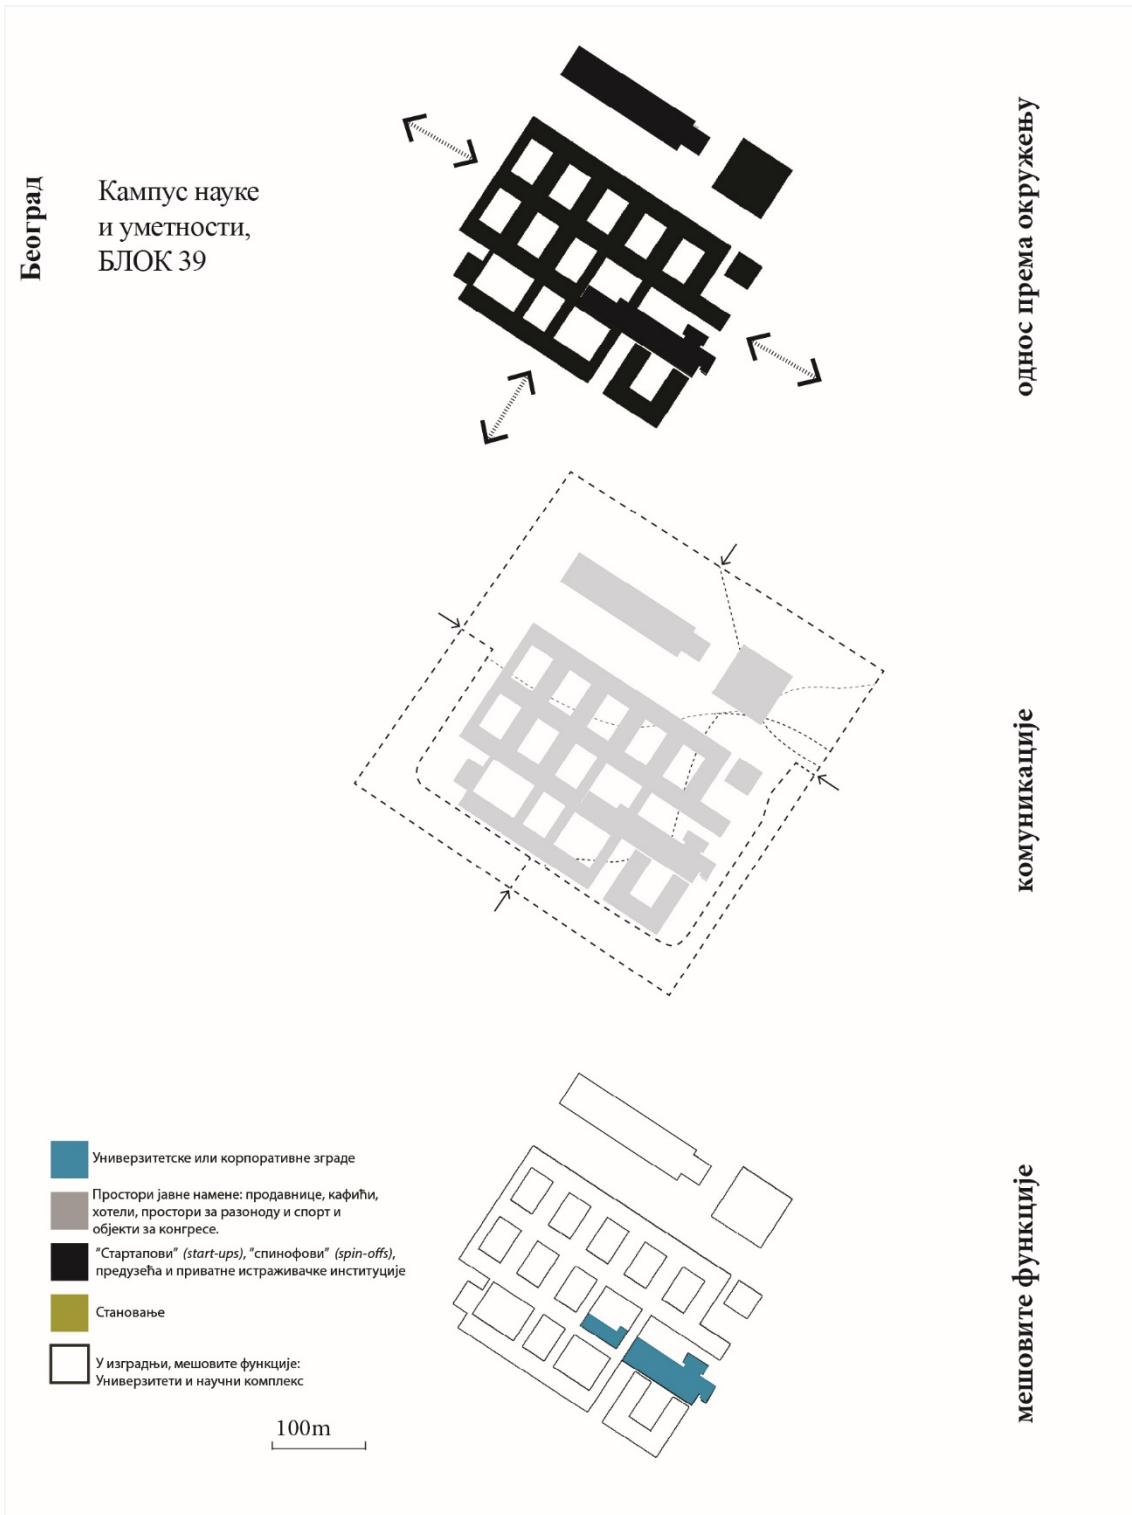 Београд
Кампус науке
и уметности,
БЛОК 39
однос према окружењу
комуникације
мешовите функције
Универзитетске или корпоративне зграде
Простори јавне намене: продавнице, кафићи,
хотели, простори за разоноду и спорт и
објекти за конгресе.
"Стартапови" (start-ups), "спинофови" (spin-offs),
предузећа и приватне истраживачке институције
Становање
У изградњи, мешовите функције:
Универзитети и научни комплекс
100m